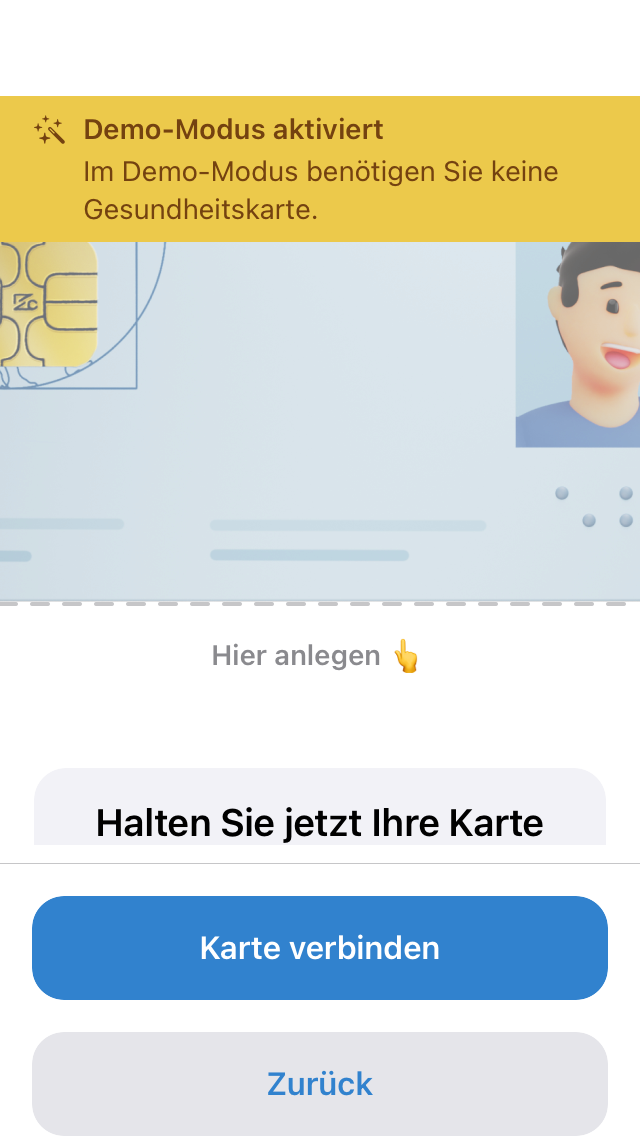 Demo-Modus aktiviert
Im Demo-Modus benötigen Sie keine
Gesundheitskarte.
Hier anlegen 👆
Halten Sie jetzt Ihre Karte
Karte verbinden
Zurück